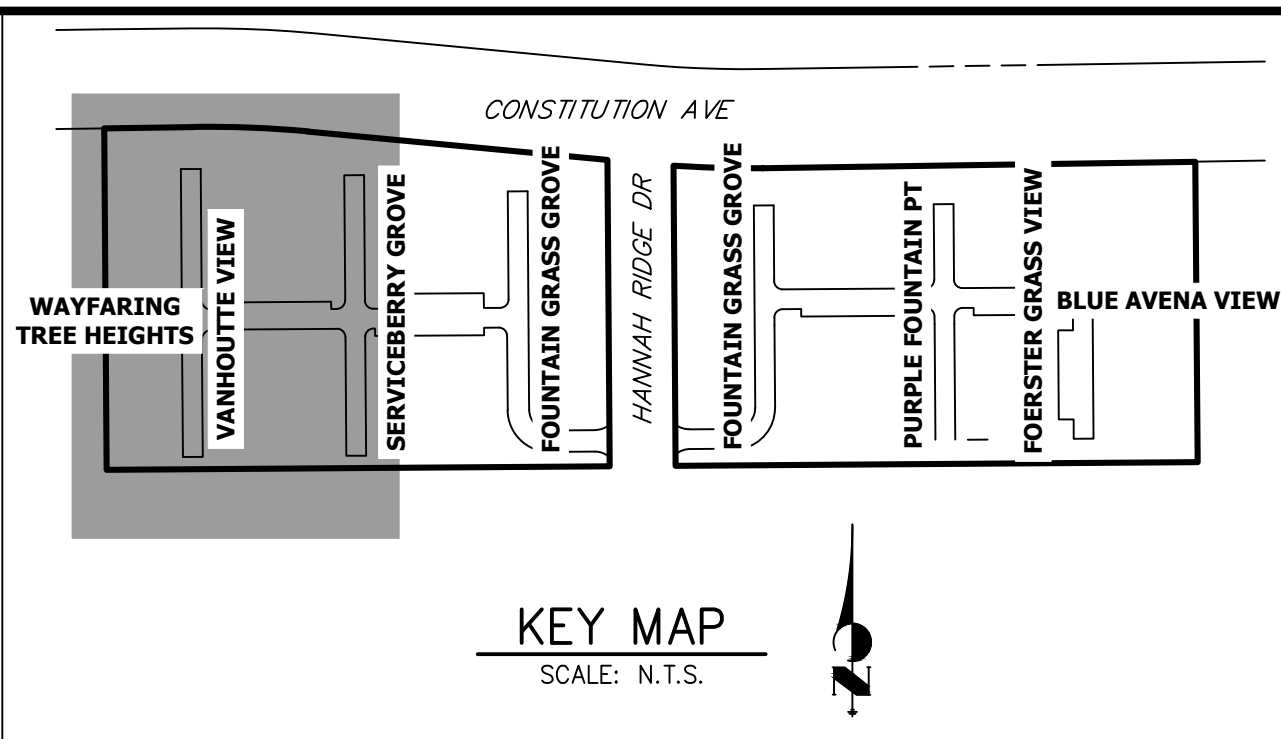 CONSTITUTION AVE
WAYFARING
TREE HEIGHTS
VANHOUTTE VIEW
SERVICEBERRY GROVE
FOUNTAIN GRASS GROVE
HANNAH RIDGE DR
FOUNTAIN GRASS GROVE
PURPLE FOUNTAIN PT
FOERSTER GRASS VIEW
BLUE AVENA VIEW
KEY MAP
SCALE: N.T.S.
N